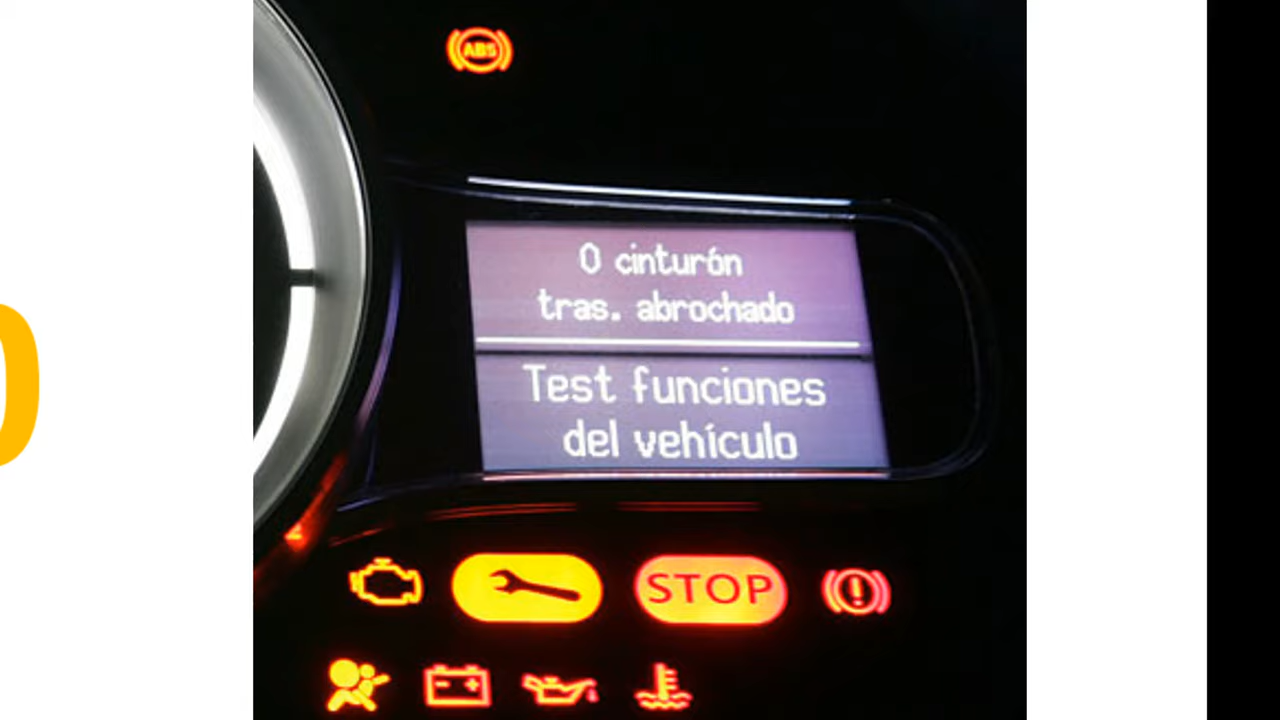 ABS
0 cinturón
tras. abrochado
Test funciones
del vehículo
STOP